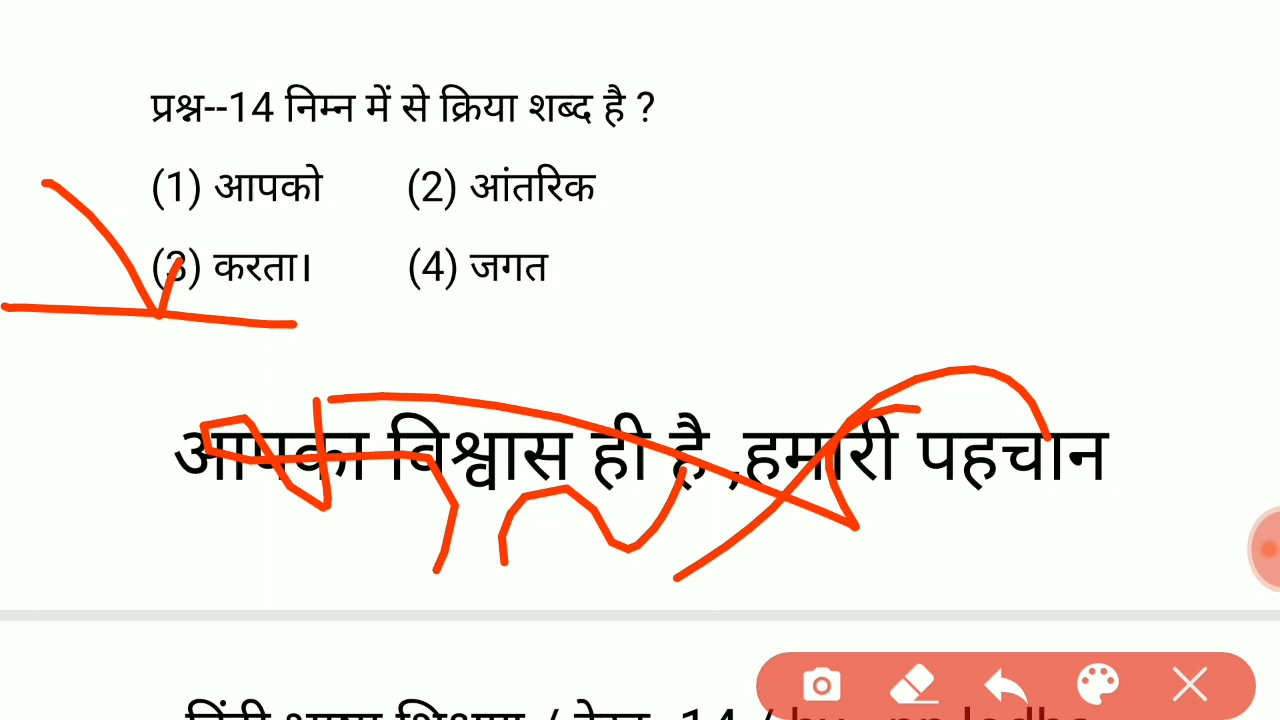 प्रश्न--14 निम्न में से क्रिया शब्द है ?
(1) आपको (2) आंतरिक
(3) करता। (4) जगत
आपका विश्वास ही है ,हमारी पहचान